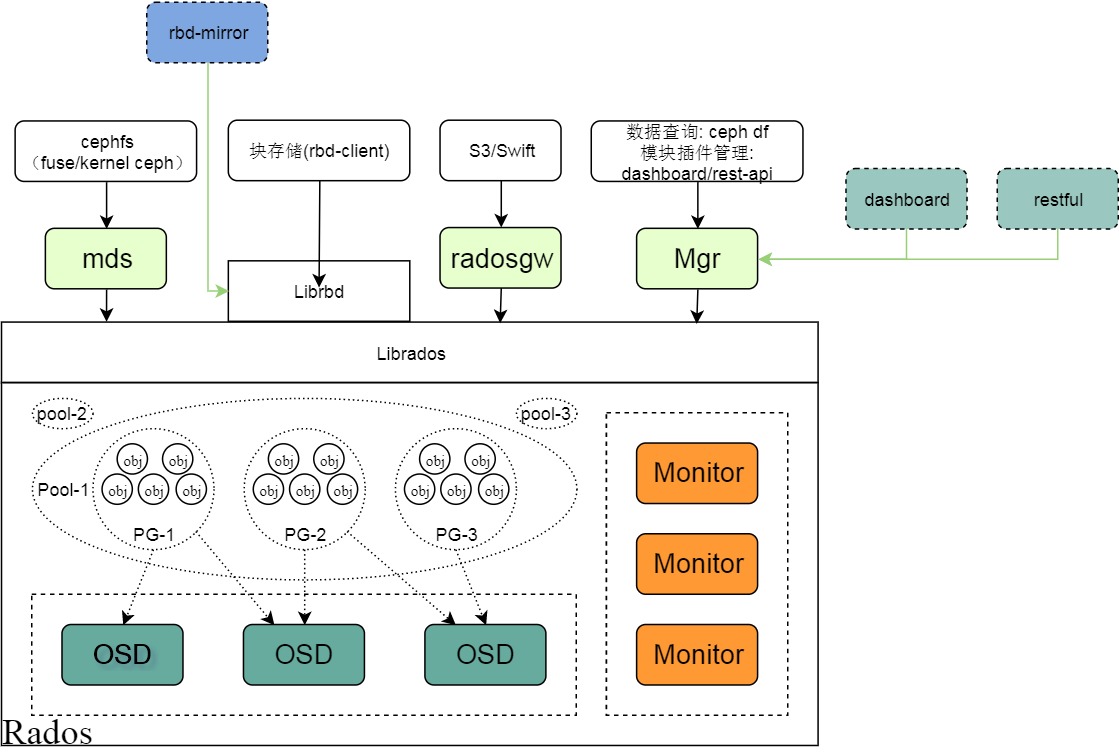 rbd-mirror
cephfs
（fuse/kernel ceph）
块存储(rbd-client)
S3/Swift
数据查询: ceph df
模块插件管理:
dashboard/rest-api
dashboard
restful
mds
Librbd
radosgw
Mgr
Librados
pool-2
pool-3
Pool-1
obj
obj
obj
obj
obj
PG-1
obj
obj
obj
obj
obj
PG-2
obj
obj
obj
obj
obj
PG-3
OSD
OSD
OSD
Monitor
Monitor
Monitor
Rados